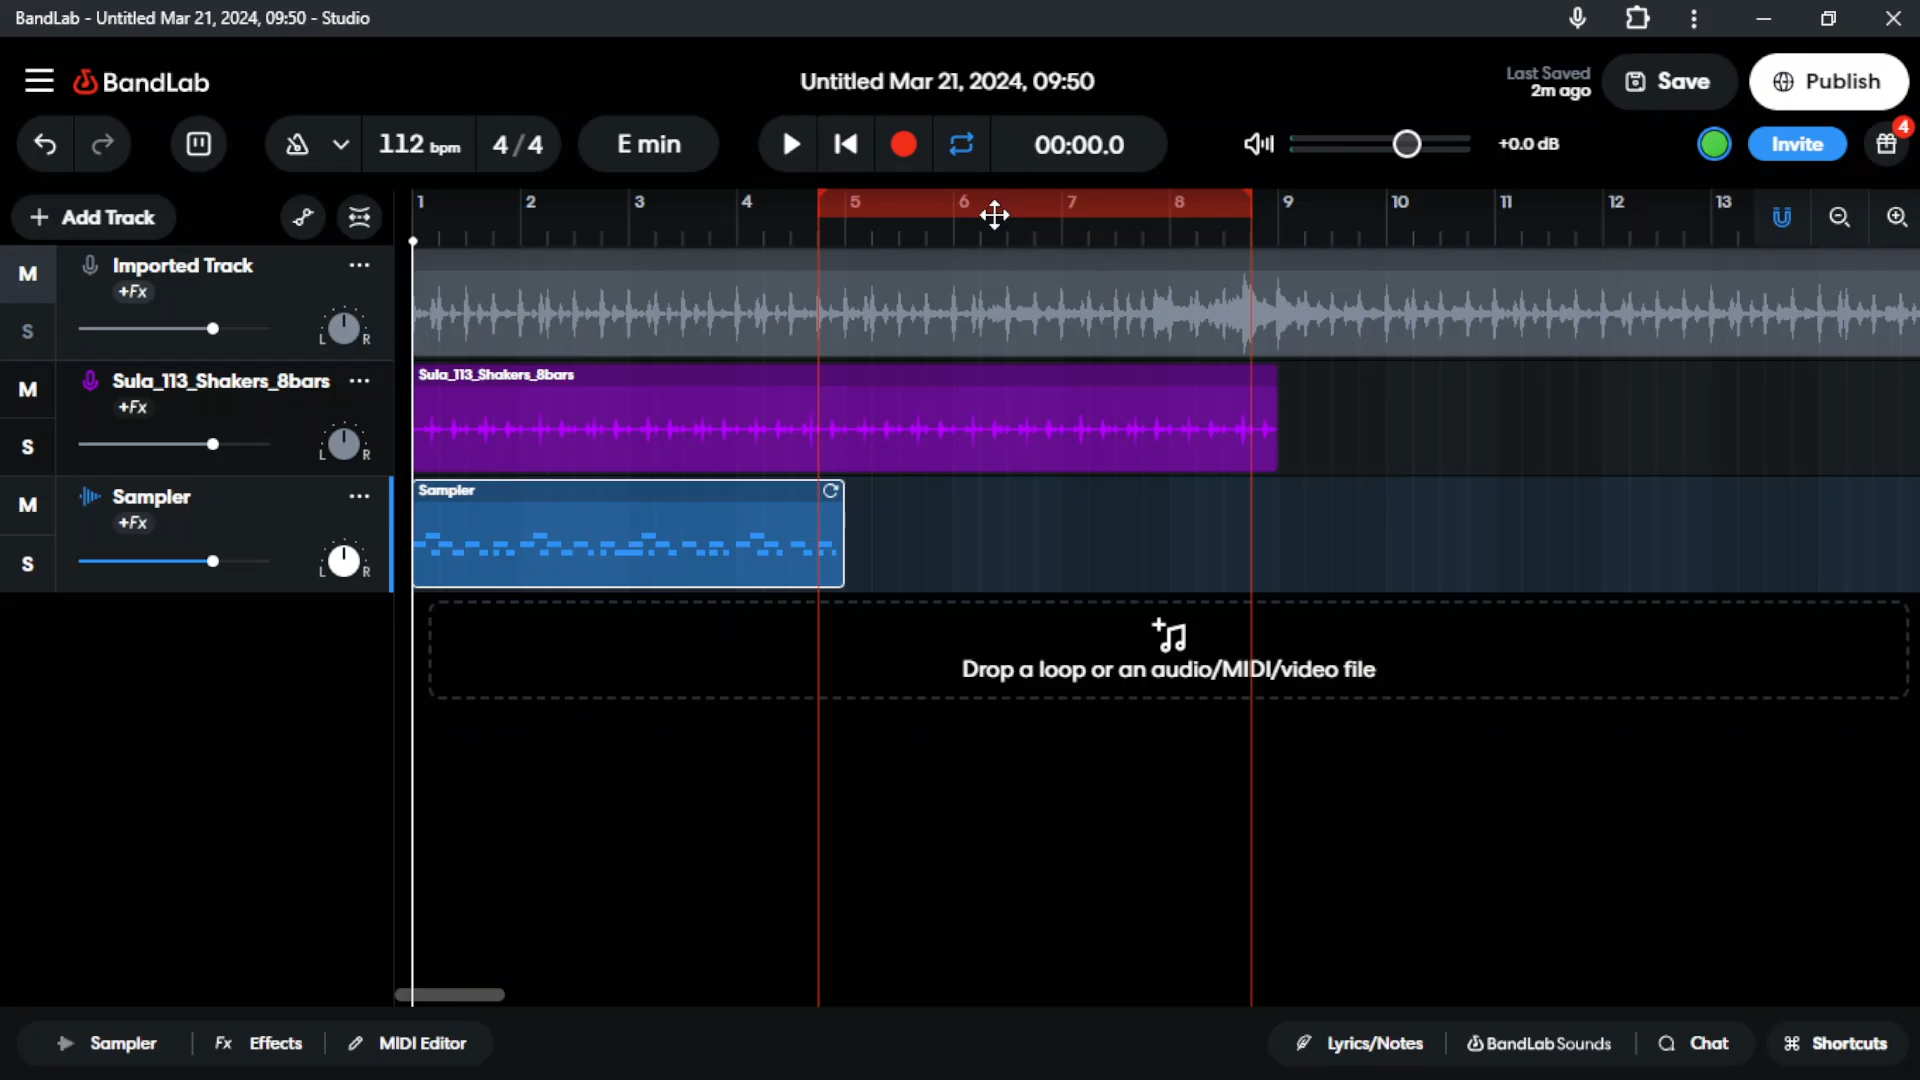 BandLab - Untitled Mar 21, 2024, 09:50 - Studio
BandLab
Untitled Mar 21, 2024, 09:50
Last Saved
2m ago
Save
Publish
112 bpm
4/4
E min
00:00.0
+0.0 dB
Invite
4
+ Add Track
1 2 3 4 5 6 7 8 9 10 11 12 13
M
Imported Track
+Fx
S
L R
M
Sula_113_Shakers_8bars
+Fx
S
L R
Sula_113_Shakers_8bars
M
Sampler
+Fx
S
L R
Sampler
Drop a loop or an audio/MIDI/video file
Sampler
Fx Effects
MIDI Editor
Lyrics/Notes
BandLab Sounds
Chat
⌘ Shortcuts